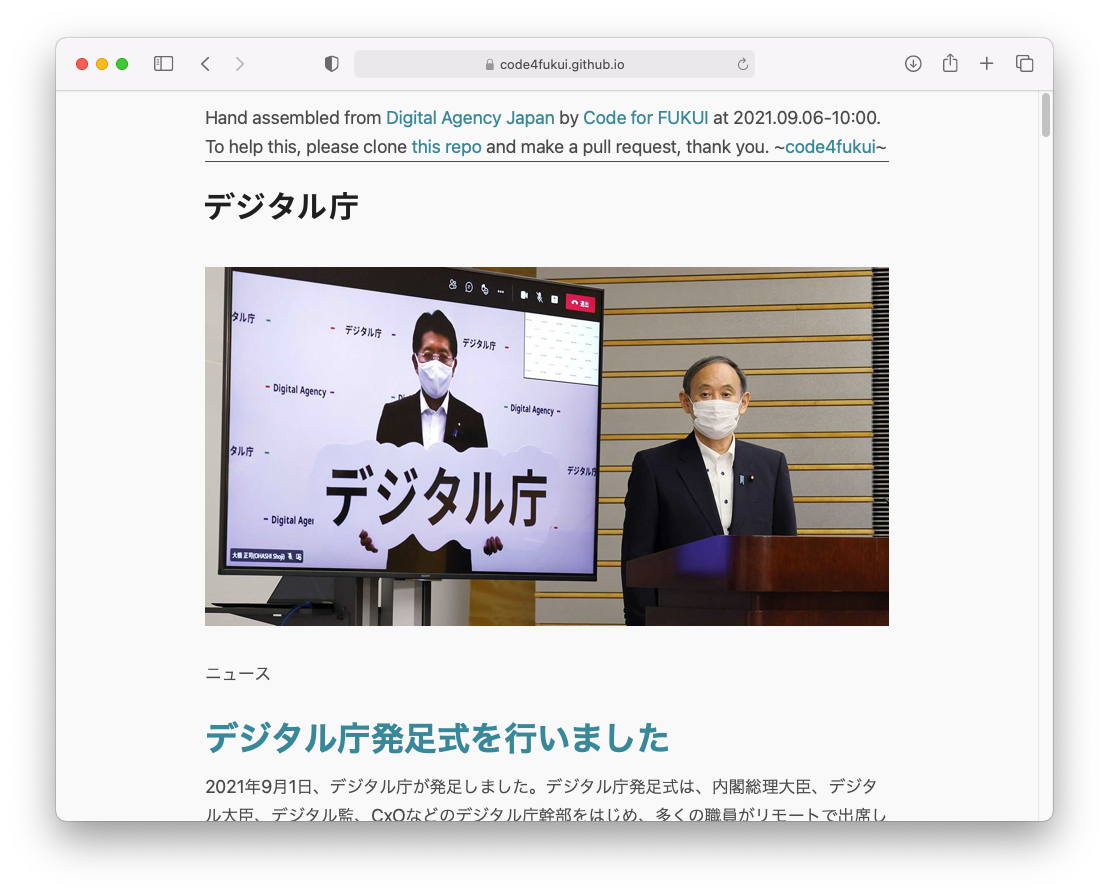 code4fukui.github.io
Hand assembled from Digital Agency Japan by Code for FUKUI at 2021.09.06-10:00.
To help this, please clone this repo and make a pull request, thank you. ~code4fukui~
デジタル庁
退出
タル庁
デジタル庁
デジタル庁
Digital Agency
Digital Agency
タル庁
デジタル庁
デジタル
Digital Agen
大橋 正司(OHASHI Shoji)
ニュース
デジタル庁発足式を行いました
2021年9月1日、デジタル庁が発足しました。デジタル庁発足式は、内閣総理大臣、デジタ
ル大臣、デジタル監、CxOなどのデジタル庁幹部をはじめ、多くの職員がリモートで出席し